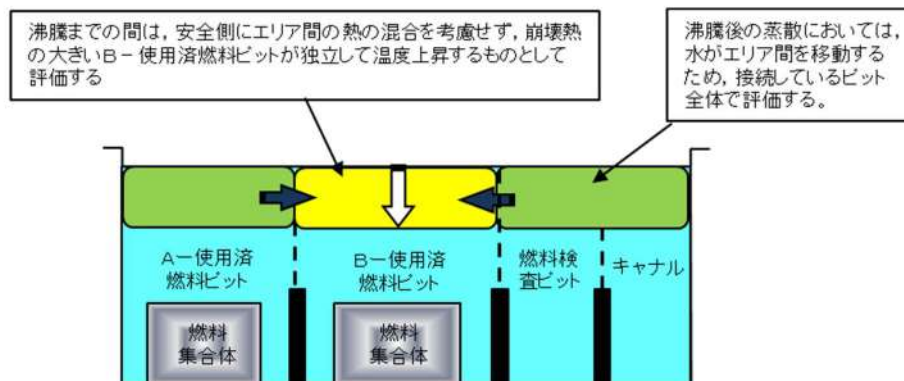 沸騰までの間は，安全側にエリア間の熱の混合を考慮せず，崩壊熱
の大きいB－使用済燃料ピットが独立して温度上昇するものとして
評価する
沸騰後の蒸散においては，
水がエリア間を移動する
ため，接続しているピット
全体で評価する。
A－使用済
燃料ピット
B－使用済
燃料ピット
燃料検
査ピット
キャナル
燃料
集合体
燃料
集合体